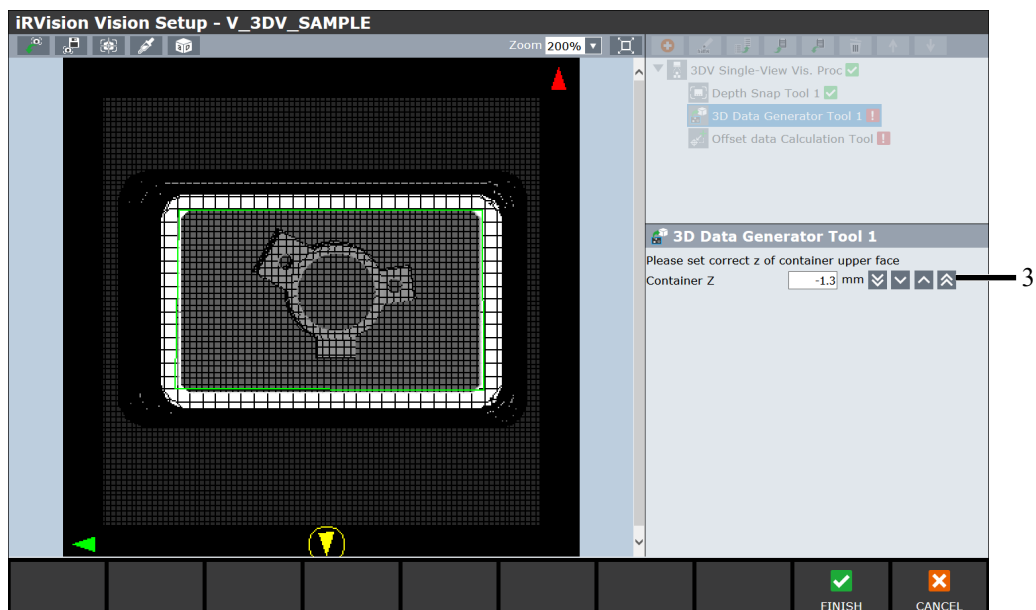 iRVision Vision Setup - V_3DV_SAMPLE
Zoom 200%
3DV Single-View Vis. Proc
Depth Snap Tool 1
3D Data Generator Tool 1
Offset data Calculation Tool
3D Data Generator Tool 1
Please set correct z of container upper face
Container Z -1.3 mm
3
FINISH CANCEL